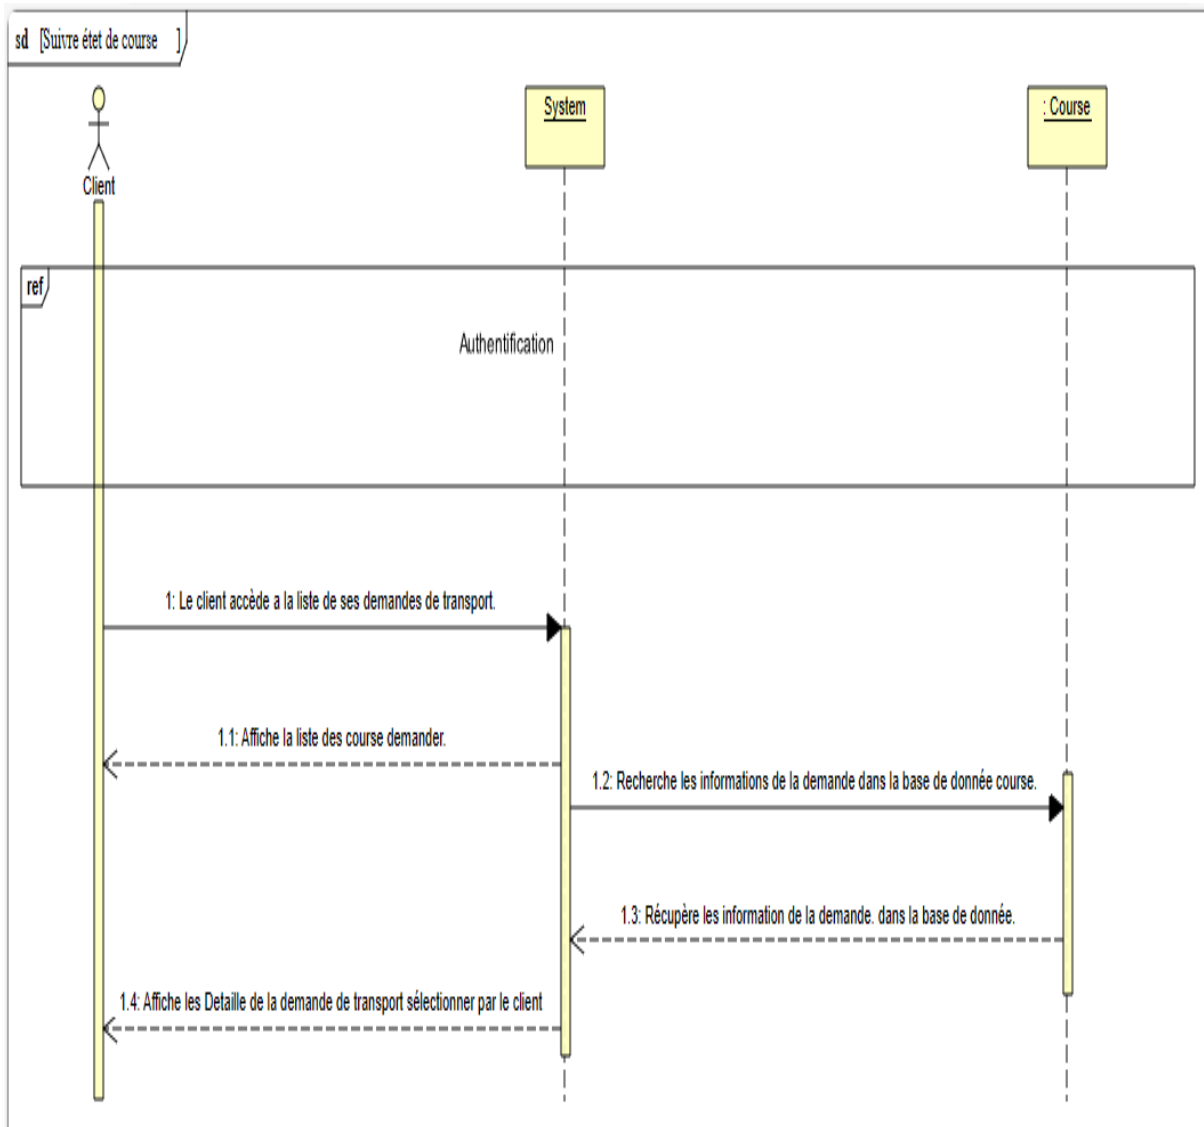 sd [Suivre étet de course ]
Client
System
: Course
ref
Authentification
1: Le client accède a la liste de ses demandes de transport.
1.1: Affiche la liste des course demander.
1.2: Recherche les informations de la demande dans la base de donnée course.
1.3: Récupère les information de la demande. dans la base de donnée.
1.4: Affiche les Detaille de la demande de transport sélectionner par le client